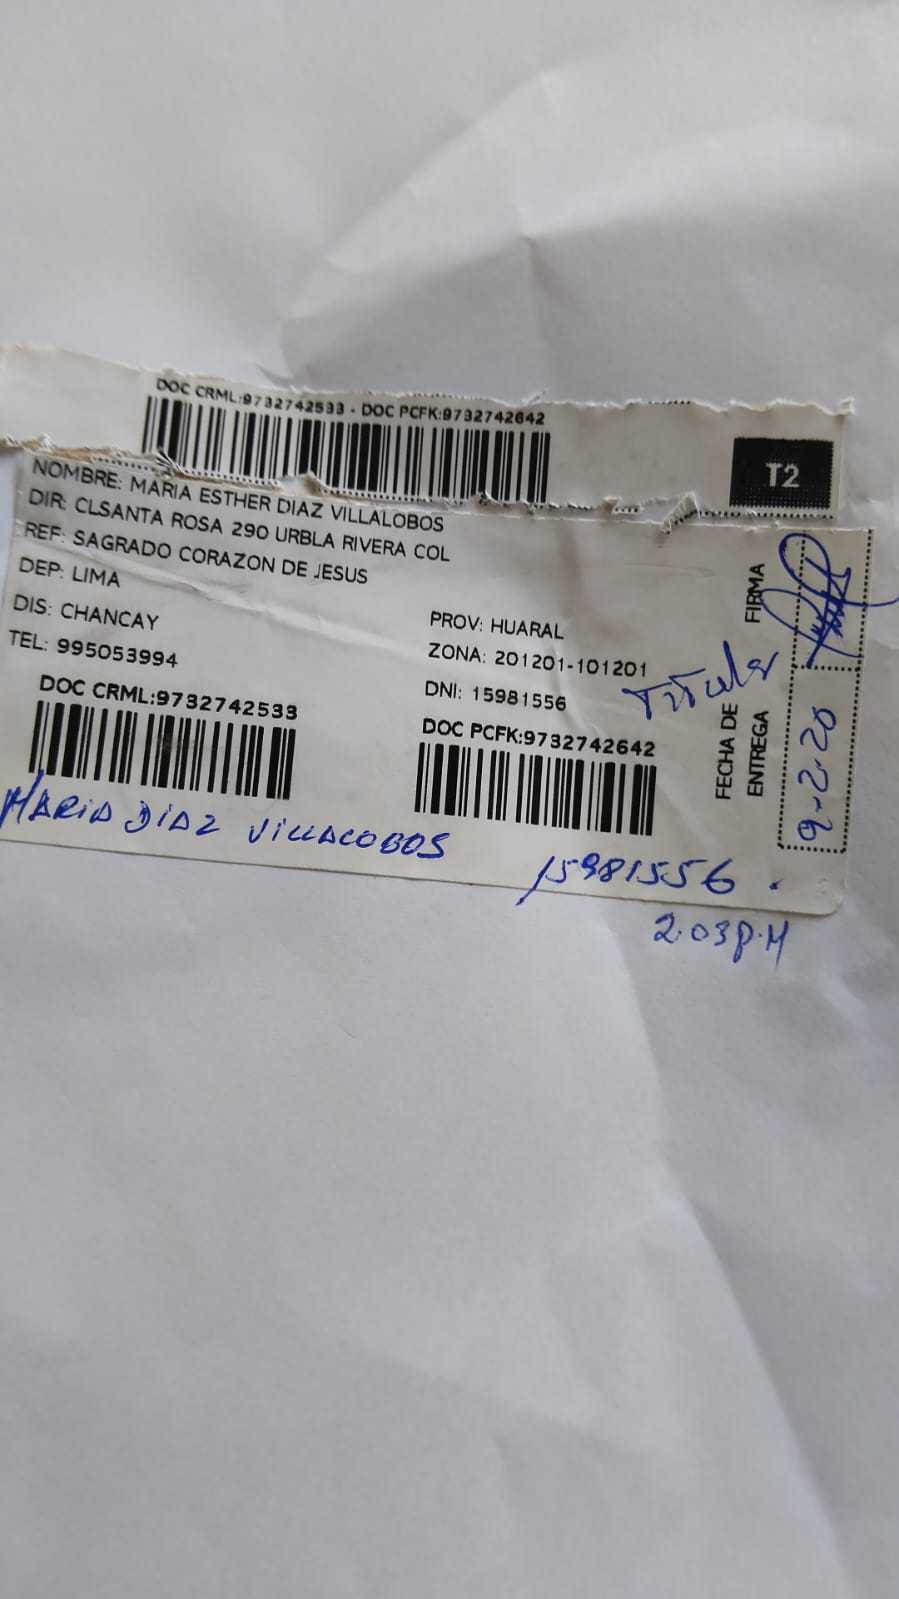 DOC CRML:9732742533 - DOC PCFK:9732742642
T2
NOMBRE: MARIA ESTHER DIAZ VILLALOBOS
DIR: CLSANTA ROSA 290 URBLA RIVERA COL
REF: SAGRADO CORAZON DE JESUS
DEP: LIMA
PROV: HUARAL
DIS: CHANCAY
ZONA: 201201-101201
TEL: 995053994
DNI: 15981556
DOC CRML:9732742533
DOC PCFK:9732742642
Titular
FIRMA
FECHA DE
ENTREGA
9-2-20
MARIA DIAZ VILLALOBOS
15981556.
2.03p.M